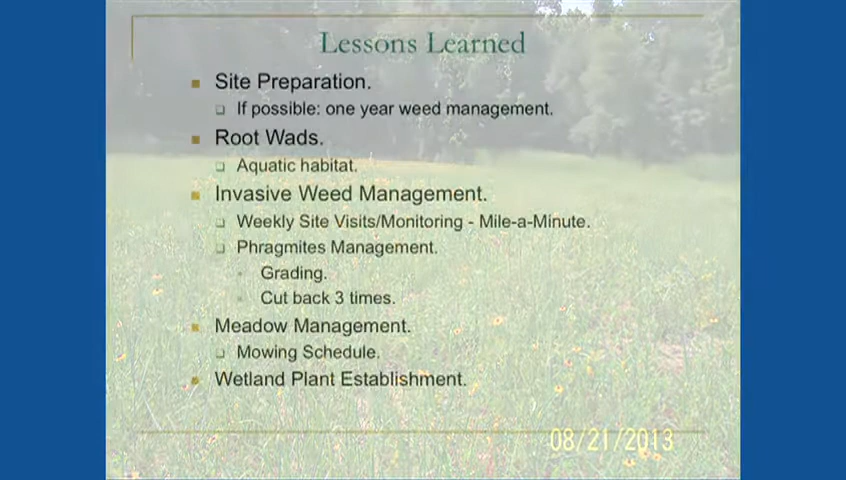 Lessons Learned
Site Preparation.
If possible: one year weed management.
Root Wads.
Aquatic habitat.
Invasive Weed Management.
Weekly Site Visits/Monitoring - Mile-a-Minute.
Phragmites Management.
Grading.
Cut back 3 times.
Meadow Management.
Mowing Schedule.
Wetland Plant Establishment.
08/21/2013